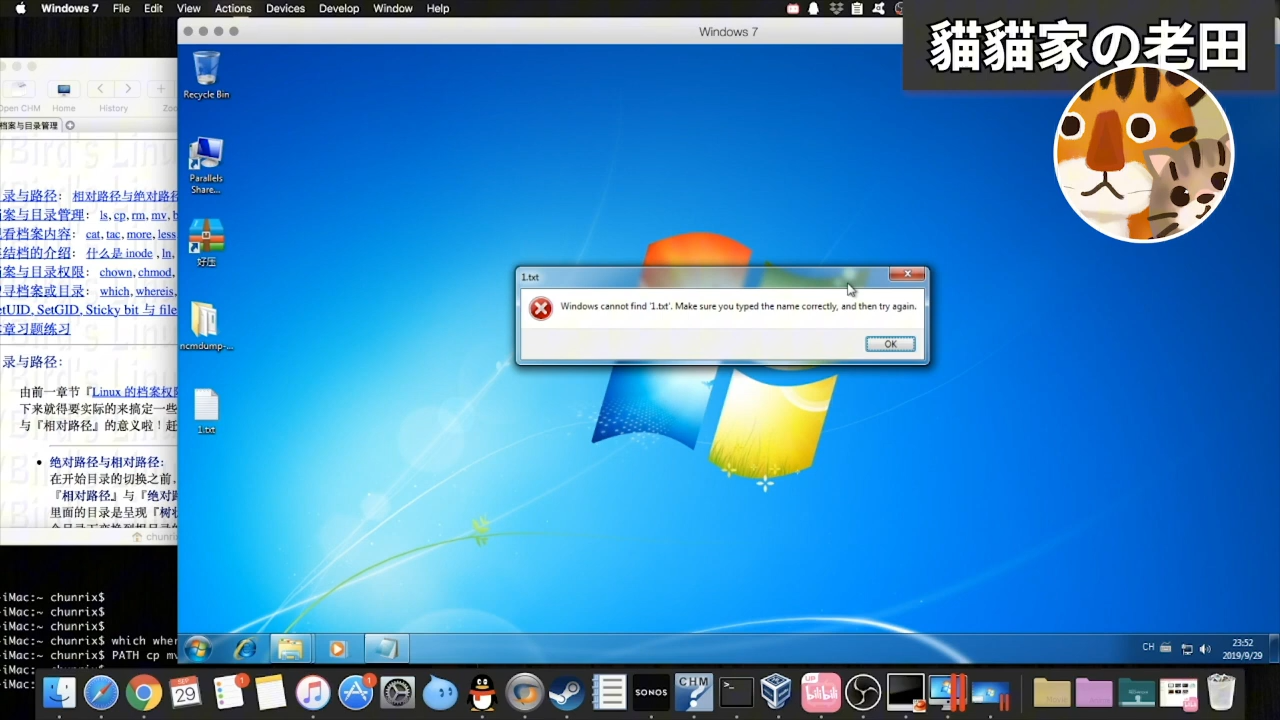 Windows 7 File Edit View Actions Devices Develop Window Help
Windows 7
貓貓家の老田
Open CHM Home History
档案与目录管理
录与路径: 相对路径与绝对路径
案与目录管理: ls, cp, rm, mv,
看档案内容: cat, tac, more, less
结档的介绍: 什么是 inode, ln,
案与目录权限: chown, chmod,
寻档案或目录: which, whereis,
SetUID, SetGID, Sticky bit 与 file
章习题练习
录与路径:
由前一章节『Linux 的档案权限
下来就得要实际的来搞定一些
与『相对路径』的意义啦！赶
绝对路径与相对路径:
在开始目录的切换之前,
『相对路径』与『绝对路
里面的目录是呈现『树状
chunrix
Recycle Bin
Parallels
Share...
好压
ncmdump-...
1.txt
1.txt
Windows cannot find '1.txt'. Make sure you typed the name correctly, and then try again.
OK
iMac:~ chunrix$
iMac:~ chunrix$
iMac:~ chunrix$
iMac:~ chunrix$ which wher
iMac:~ chunrix$ PATH cp mv
iMac:~
iMac:~
CH
23:52
2019/9/29
SEP
29
1
1
SONOS
CHM
UP
bilibili